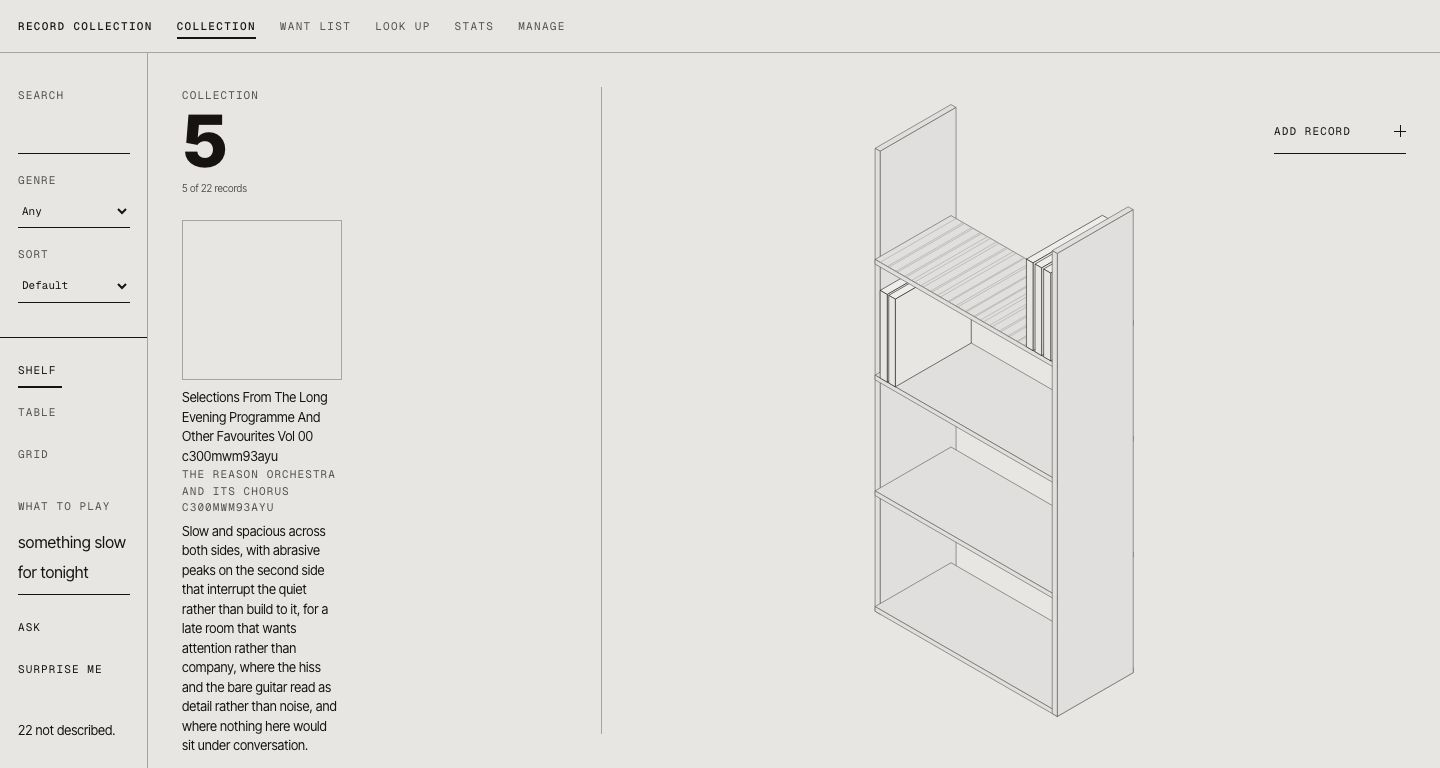 RECORD COLLECTION COLLECTION WANT LIST LOOK UP STATS MANAGE
SEARCH
GENRE
Any
SORT
Default
SHELF
TABLE
GRID
WHAT TO PLAY
something slow
for tonight
ASK
SURPRISE ME
22 not described.
COLLECTION
5
5 of 22 records
Selections From The Long
Evening Programme And
Other Favourites Vol 00
c300mwm93ayu
THE REASON ORCHESTRA
AND ITS CHORUS
C300MWM93AYU
Slow and spacious across
both sides, with abrasive
peaks on the second side
that interrupt the quiet
rather than build to it, for a
late room that wants
attention rather than
company, where the hiss
and the bare guitar read as
detail rather than noise, and
where nothing here would
sit under conversation.
ADD RECORD